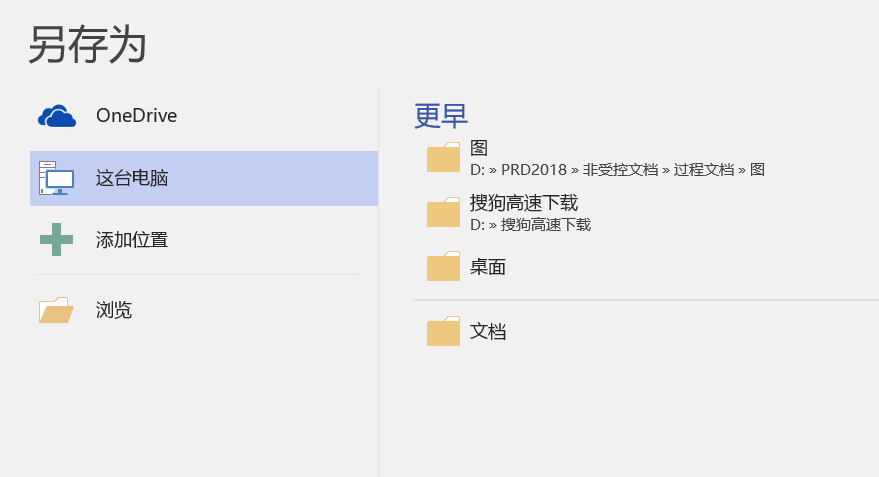 另存为
OneDrive
这台电脑
添加位置
浏览
更早
图
D: » PRD2018 » 非受控文档 » 过程文档 » 图
搜狗高速下载
D: » 搜狗高速下载
桌面
文档